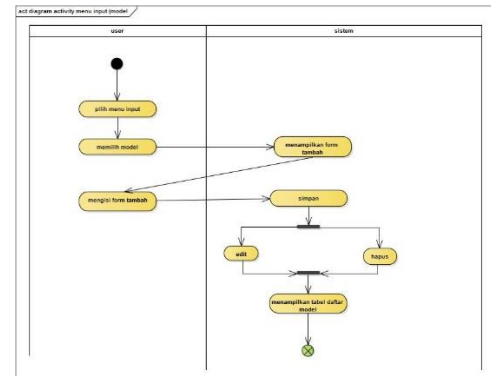 act diagram activity menu input (model
user
sistem
pilih menu input
memilih model
menampilkan form
tambah
mengisi form tambah
simpan
edit
hapus
menampilkan tabel daftar
model